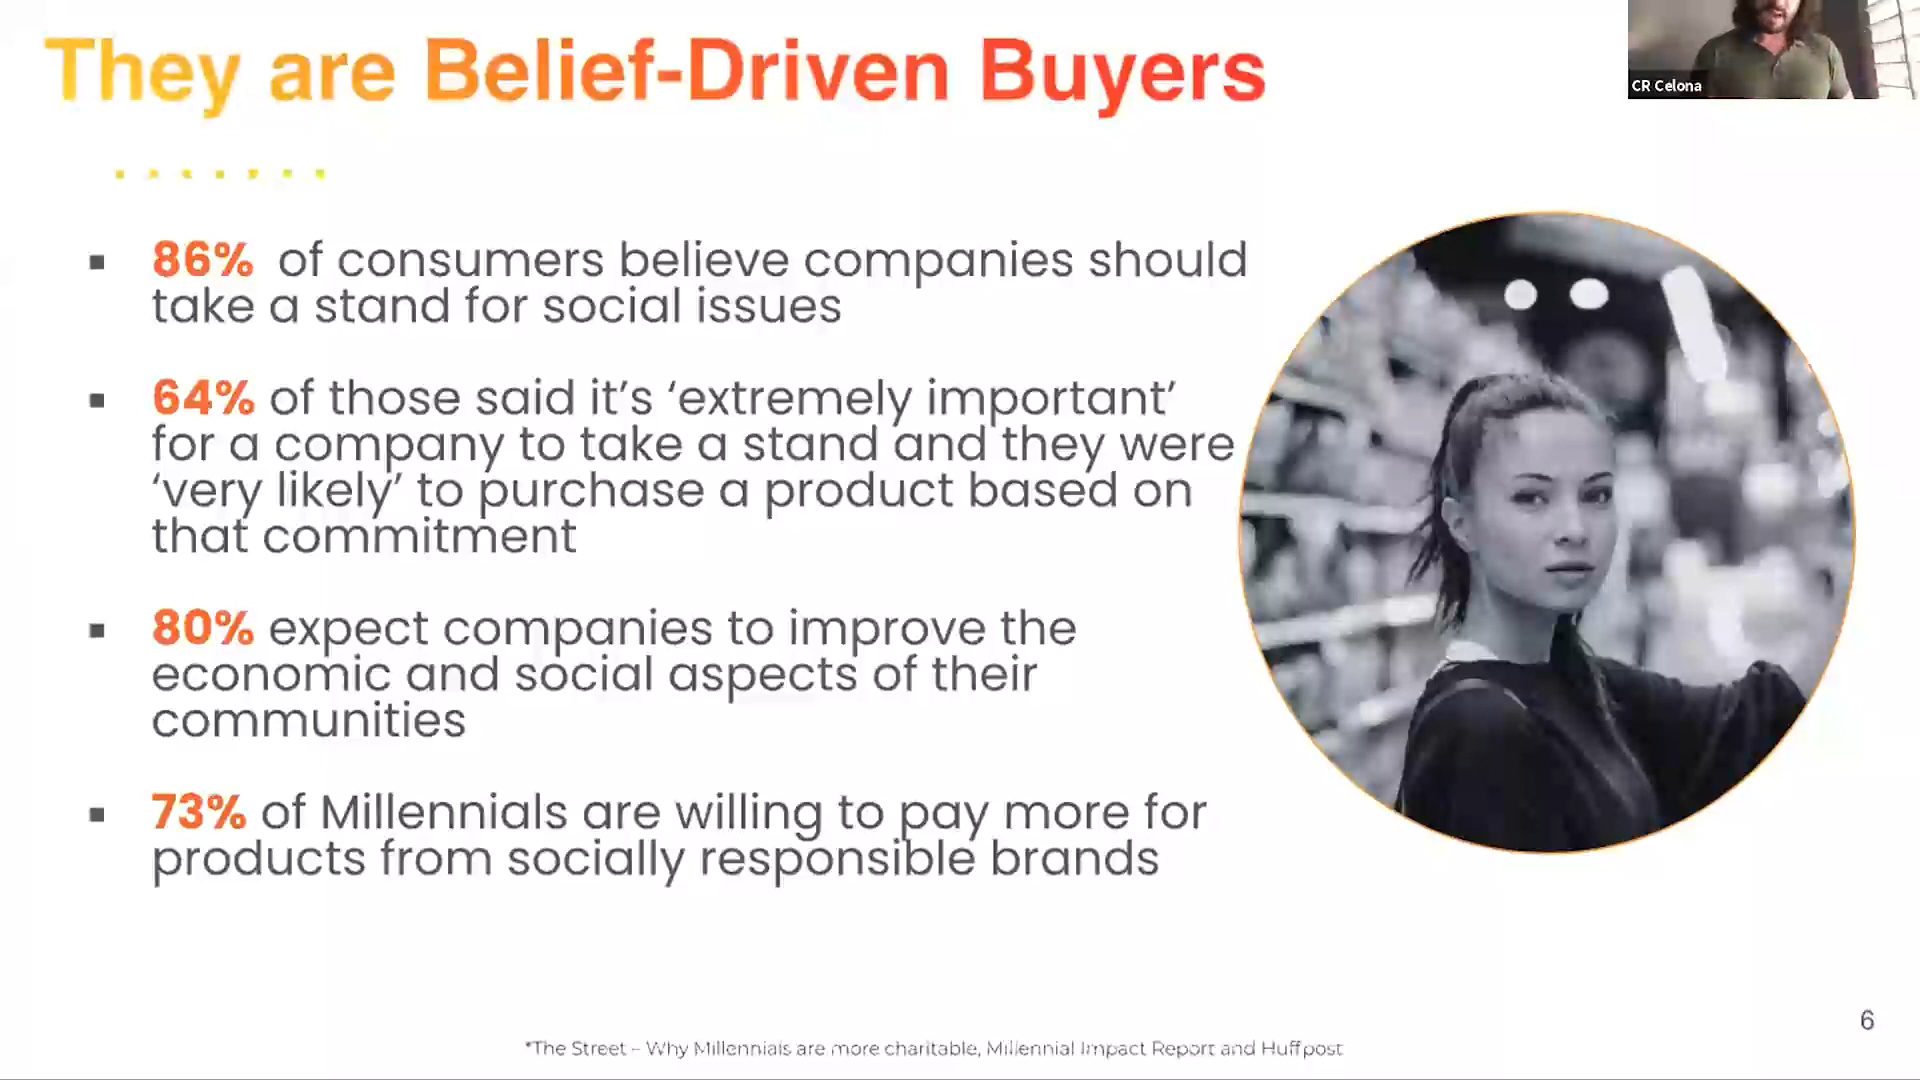 They are Belief-Driven Buyers
CR Celona
▪ 86% of consumers believe companies should
take a stand for social issues
▪ 64% of those said it’s ‘extremely important’
for a company to take a stand and they were
‘very likely’ to purchase a product based on
that commitment
▪ 80% expect companies to improve the
economic and social aspects of their
communities
▪ 73% of Millennials are willing to pay more for
products from socially responsible brands
6
*The Street – Why Millennials are more charitable, Millennial Impact Report and Huffpost